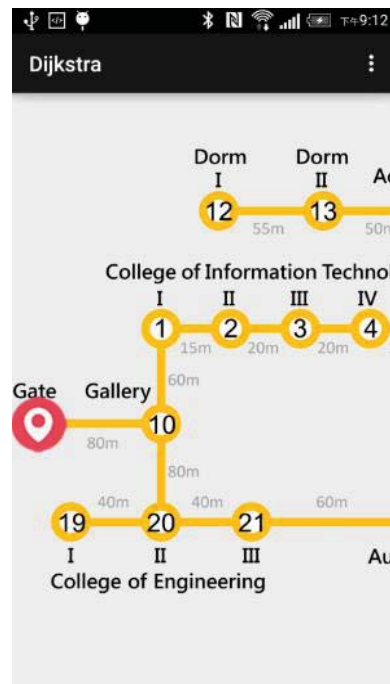 下午9:12
Dijkstra
Dorm Dorm
I II Ac
12 13
55m 50m
College of Information Technol
I II III IV
1 2 3 4
15m 20m 20m
60m
Gate Gallery
10
80m
80m
40m 40m 60m
19 20 21
I II III Au
College of Engineering